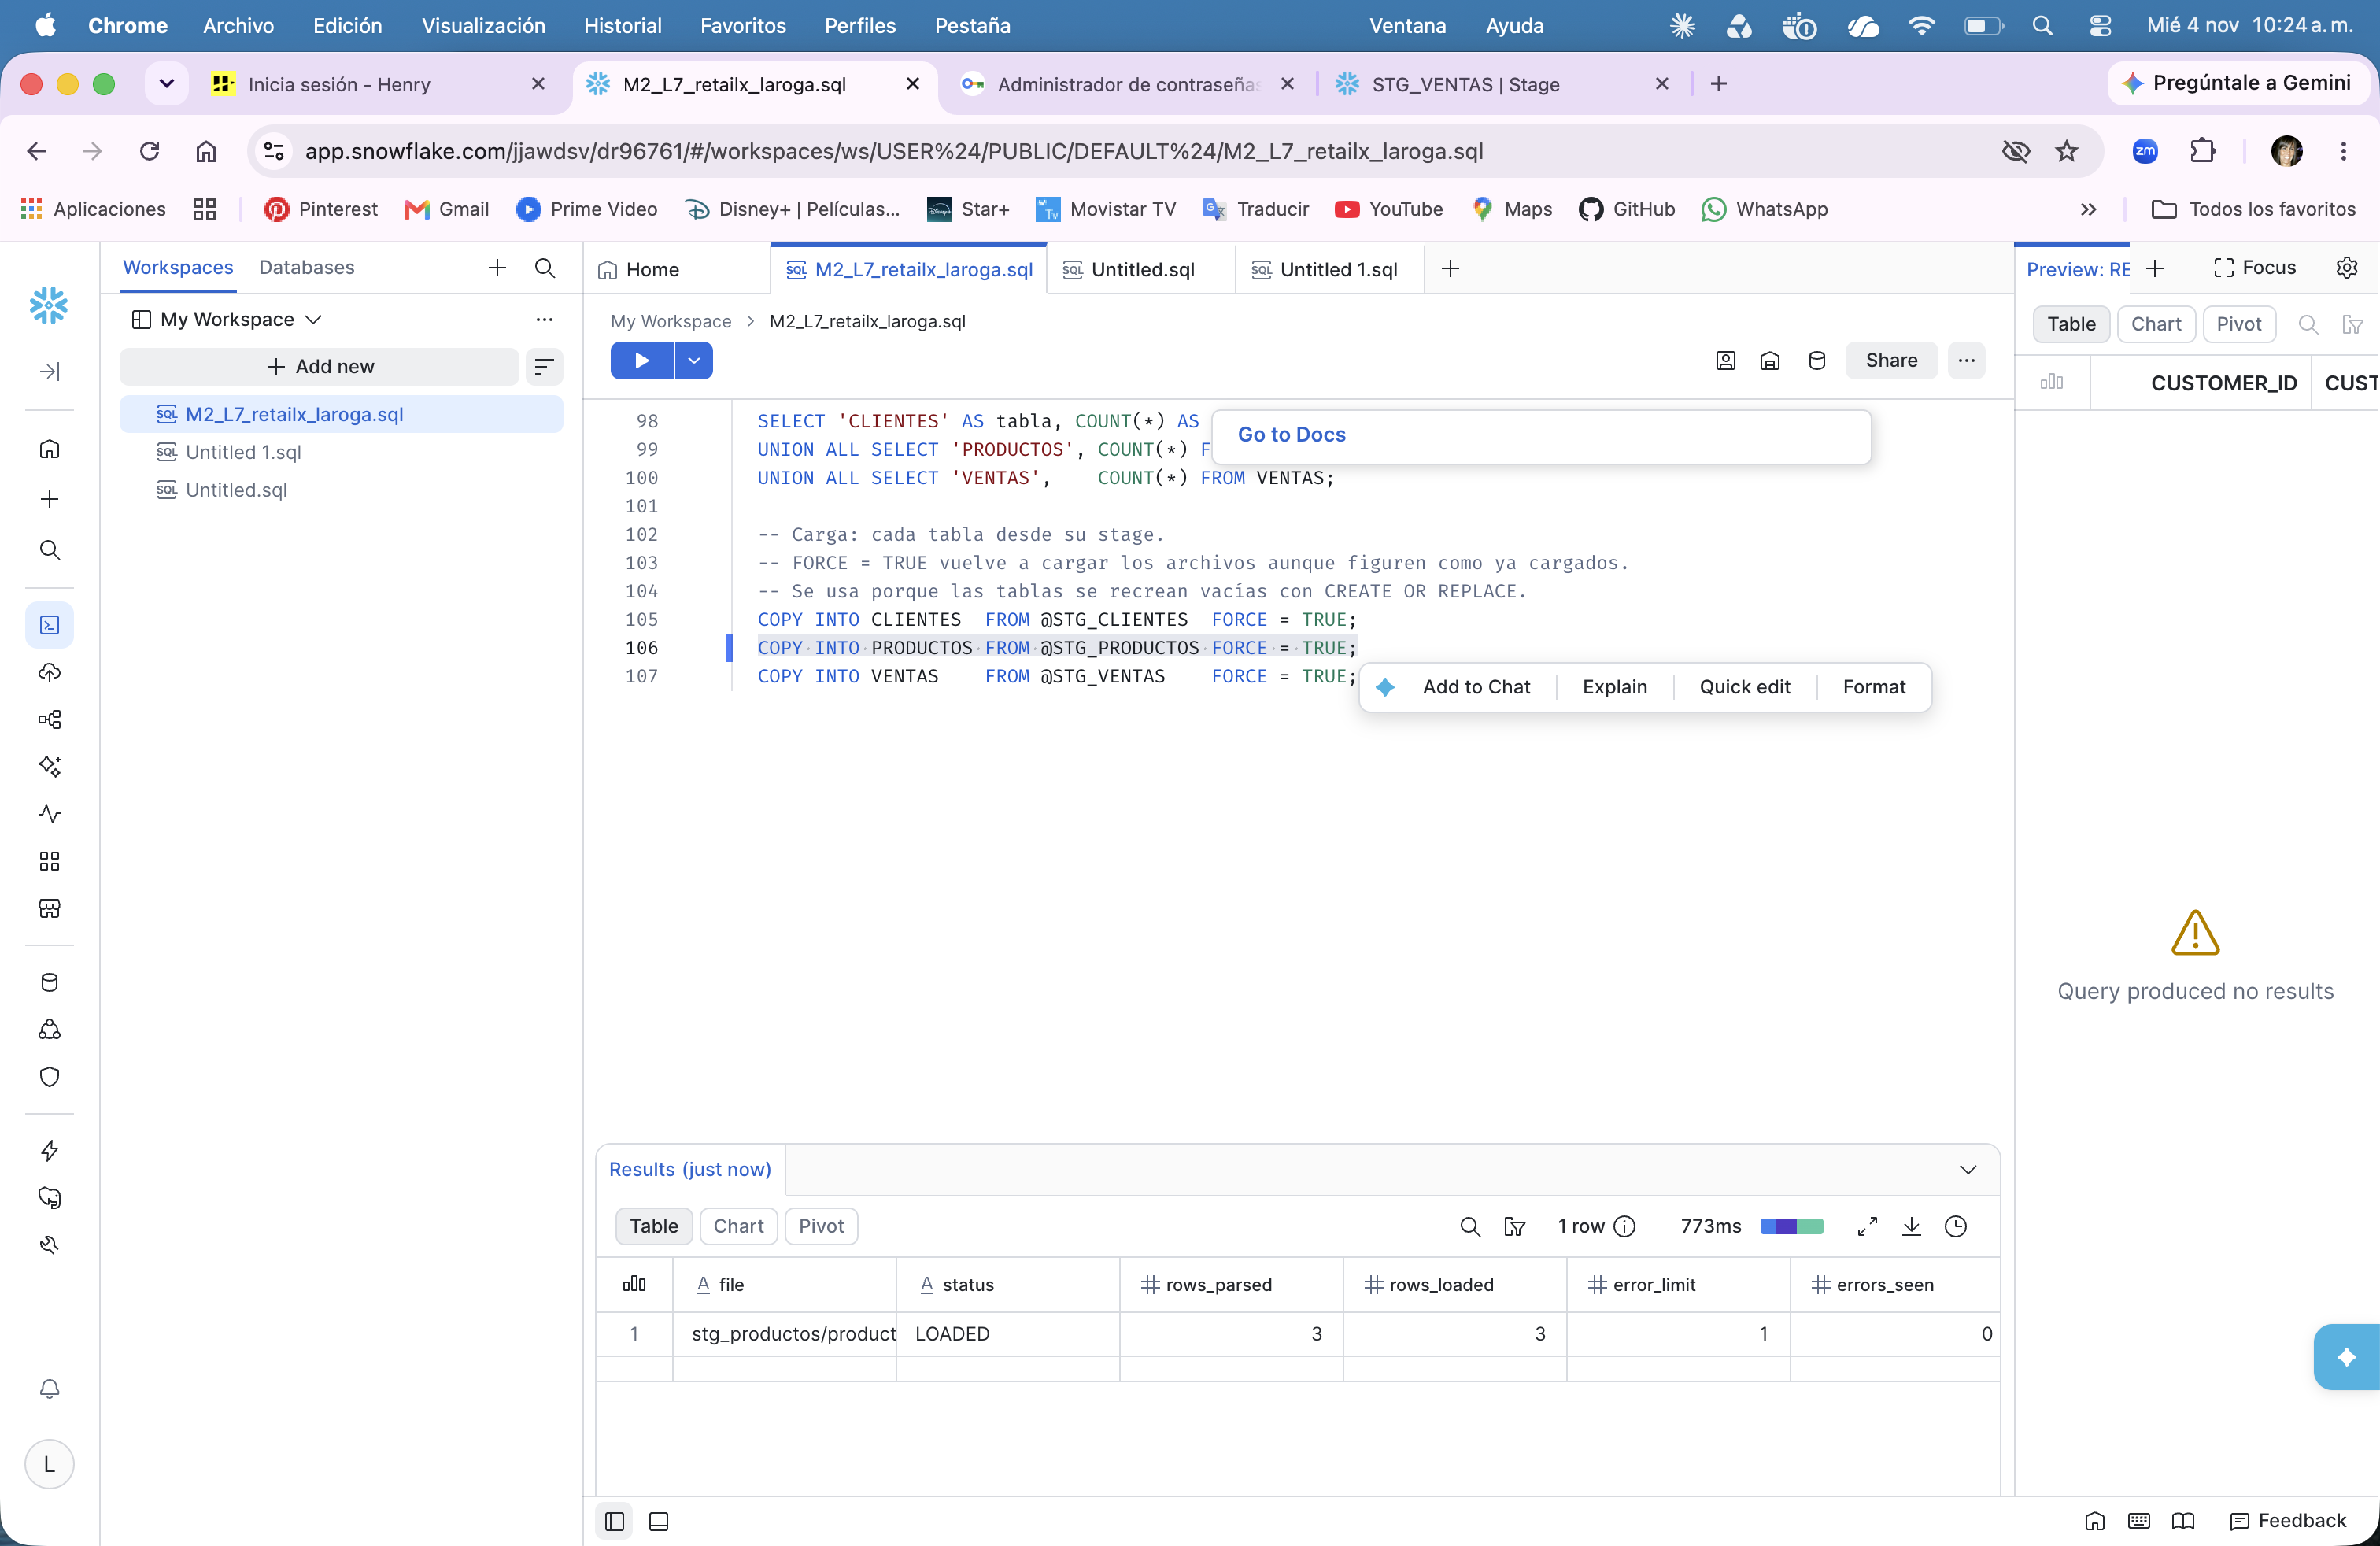 Chrome Archivo Edición Visualización Historial Favoritos Perfiles Pestaña Ventana Ayuda Mié 4 nov 10:24 a. m.
Inicia sesión - Henry M2_L7_retailx_laroga.sql Administrador de contraseñas STG_VENTAS | Stage Pregúntale a Gemini
app.snowflake.com/jjawdsv/dr96761/#/workspaces/ws/USER%24/PUBLIC/DEFAULT%24/M2_L7_retailx_laroga.sql zm
Aplicaciones Pinterest Gmail Prime Video Disney+ | Películas... Star+ Movistar TV Traducir YouTube Maps GitHub WhatsApp Todos los favoritos
Workspaces Databases
My Workspace
Add new
M2_L7_retailx_laroga.sql
Untitled 1.sql
Untitled.sql
L
Home M2_L7_retailx_laroga.sql Untitled.sql Untitled 1.sql
My Workspace > M2_L7_retailx_laroga.sql
Share
98 SELECT 'CLIENTES' AS tabla, COUNT(*) AS
99 UNION ALL SELECT 'PRODUCTOS', COUNT(*) F
100 UNION ALL SELECT 'VENTAS', COUNT(*) FROM VENTAS;
101
102 -- Carga: cada tabla desde su stage.
103 -- FORCE = TRUE vuelve a cargar los archivos aunque figuren como ya cargados.
104 -- Se usa porque las tablas se recrean vacías con CREATE OR REPLACE.
105 COPY INTO CLIENTES FROM @STG_CLIENTES FORCE = TRUE;
106 COPY INTO PRODUCTOS FROM @STG_PRODUCTOS FORCE = TRUE;
107 COPY INTO VENTAS FROM @STG_VENTAS FORCE = TRUE;
Go to Docs
Add to Chat Explain Quick edit Format
Results (just now)
Table Chart Pivot 1 row 773ms
file status rows_parsed rows_loaded error_limit errors_seen
1 stg_productos/product LOADED 3 3 1 0
Preview: RE Focus
Table Chart Pivot
CUSTOMER_ID CUST
Query produced no results
Feedback